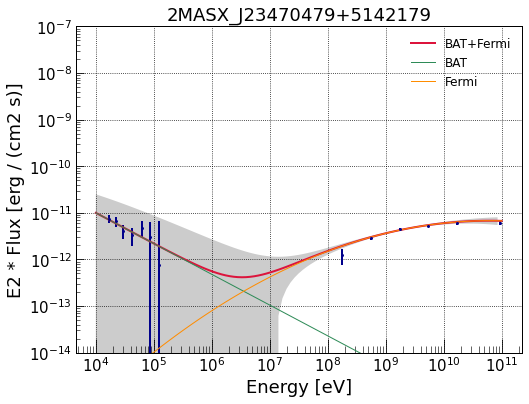 2MASX_J23470479+5142179
E2 * Flux [erg / (cm2 s)]
10^-7
10^-8
10^-9
10^-10
10^-11
10^-12
10^-13
10^-14
BAT+Fermi
BAT
Fermi
10^4 10^5 10^6 10^7 10^8 10^9 10^10 10^11
Energy [eV]